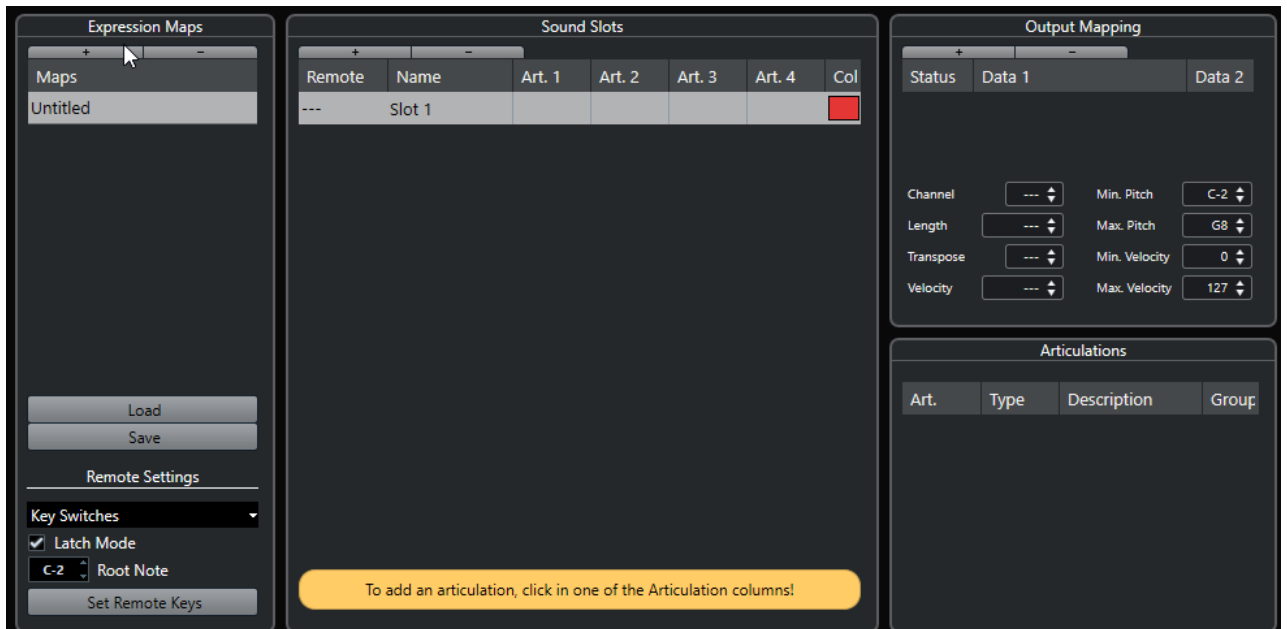 Expression Maps
+ -
Maps
Untitled
Load
Save
Remote Settings
Key Switches
Latch Mode
C-2 Root Note
Set Remote Keys
Sound Slots
+ -
Remote Name Art. 1 Art. 2 Art. 3 Art. 4 Col
--- Slot 1
To add an articulation, click in one of the Articulation columns!
Output Mapping
+ -
Status Data 1 Data 2
Channel --- Min. Pitch C-2
Length --- Max. Pitch G8
Transpose --- Min. Velocity 0
Velocity --- Max. Velocity 127
Articulations
Art. Type Description Group